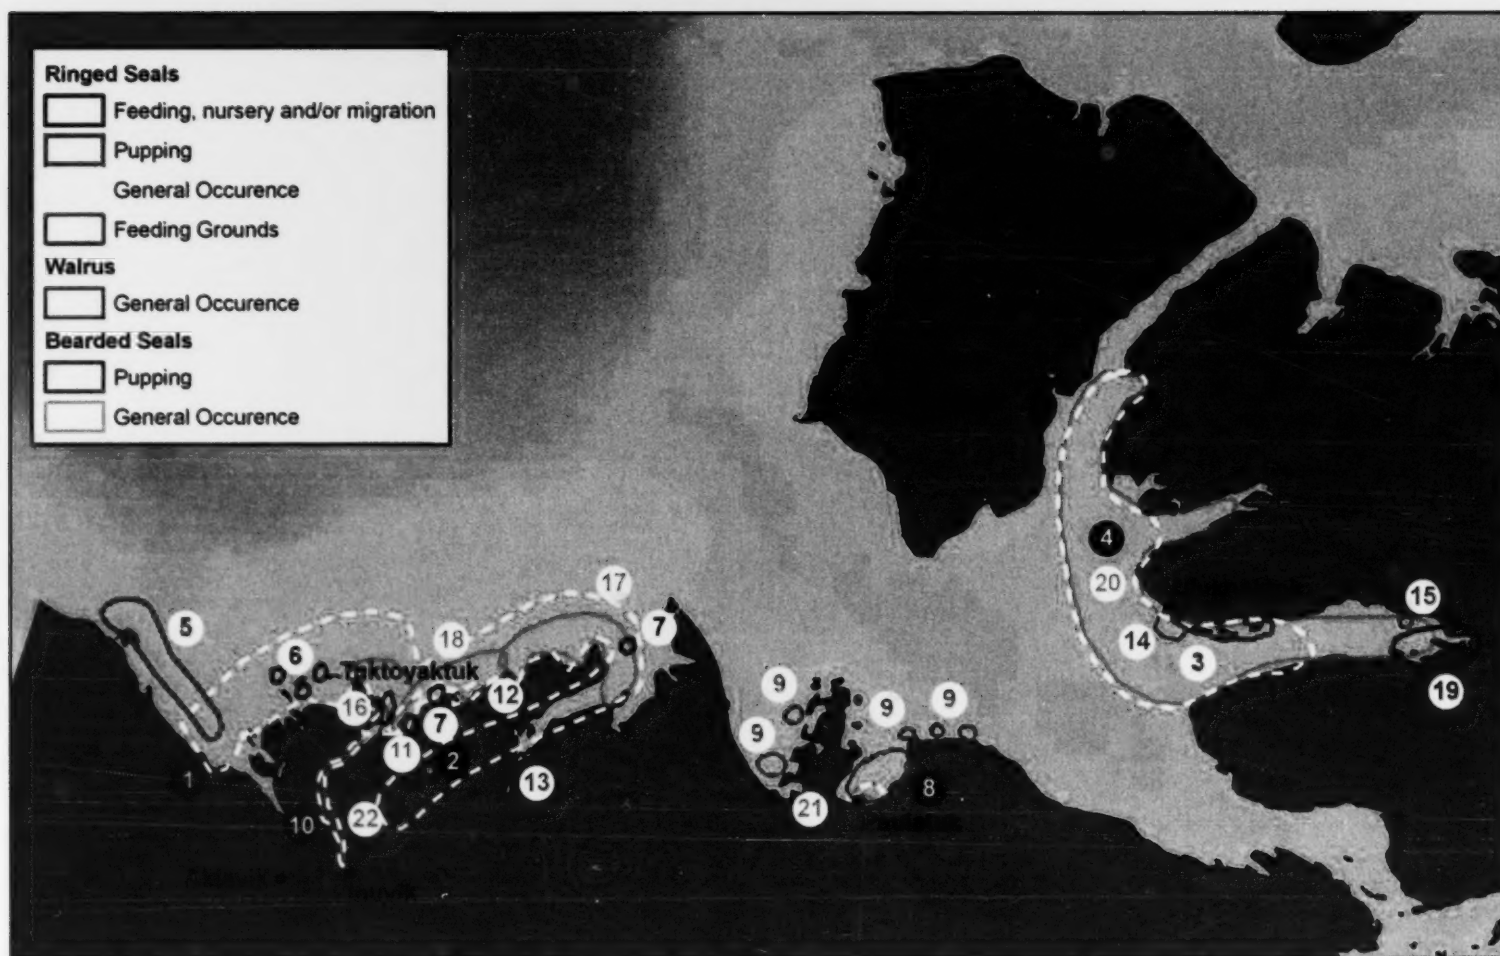 Ringed Seals
Feeding, nursery and/or migration
Pupping
General Occurence
Feeding Grounds
Walrus
General Occurence
Bearded Seals
Pupping
General Occurence
4
17
20
15
5
7
18
14
6
3
Tuktoyaktuk
9
19
12
16
9
9
7
11
9
2
1
13
8
21
22
10
Aklavik
Inuvik